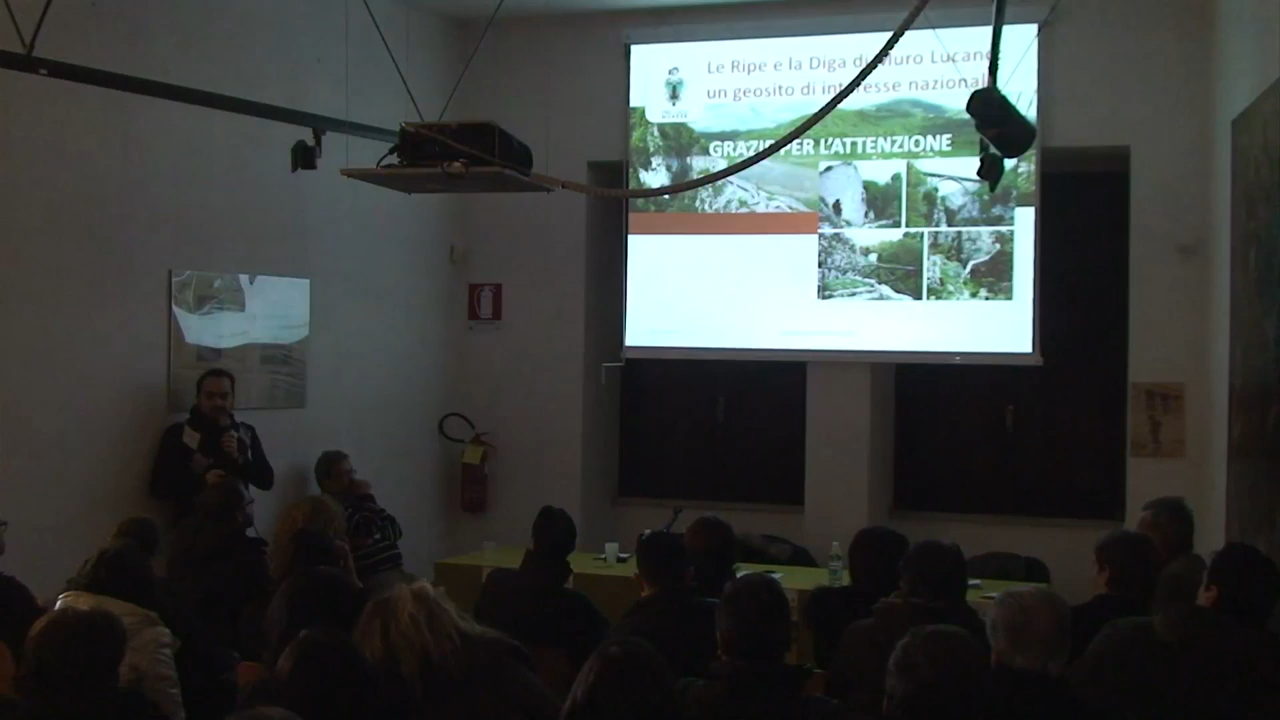 Le Ripe e la Diga di Muro Lucano
un geosito di interesse nazionale
GRAZIE PER L'ATTENZIONE